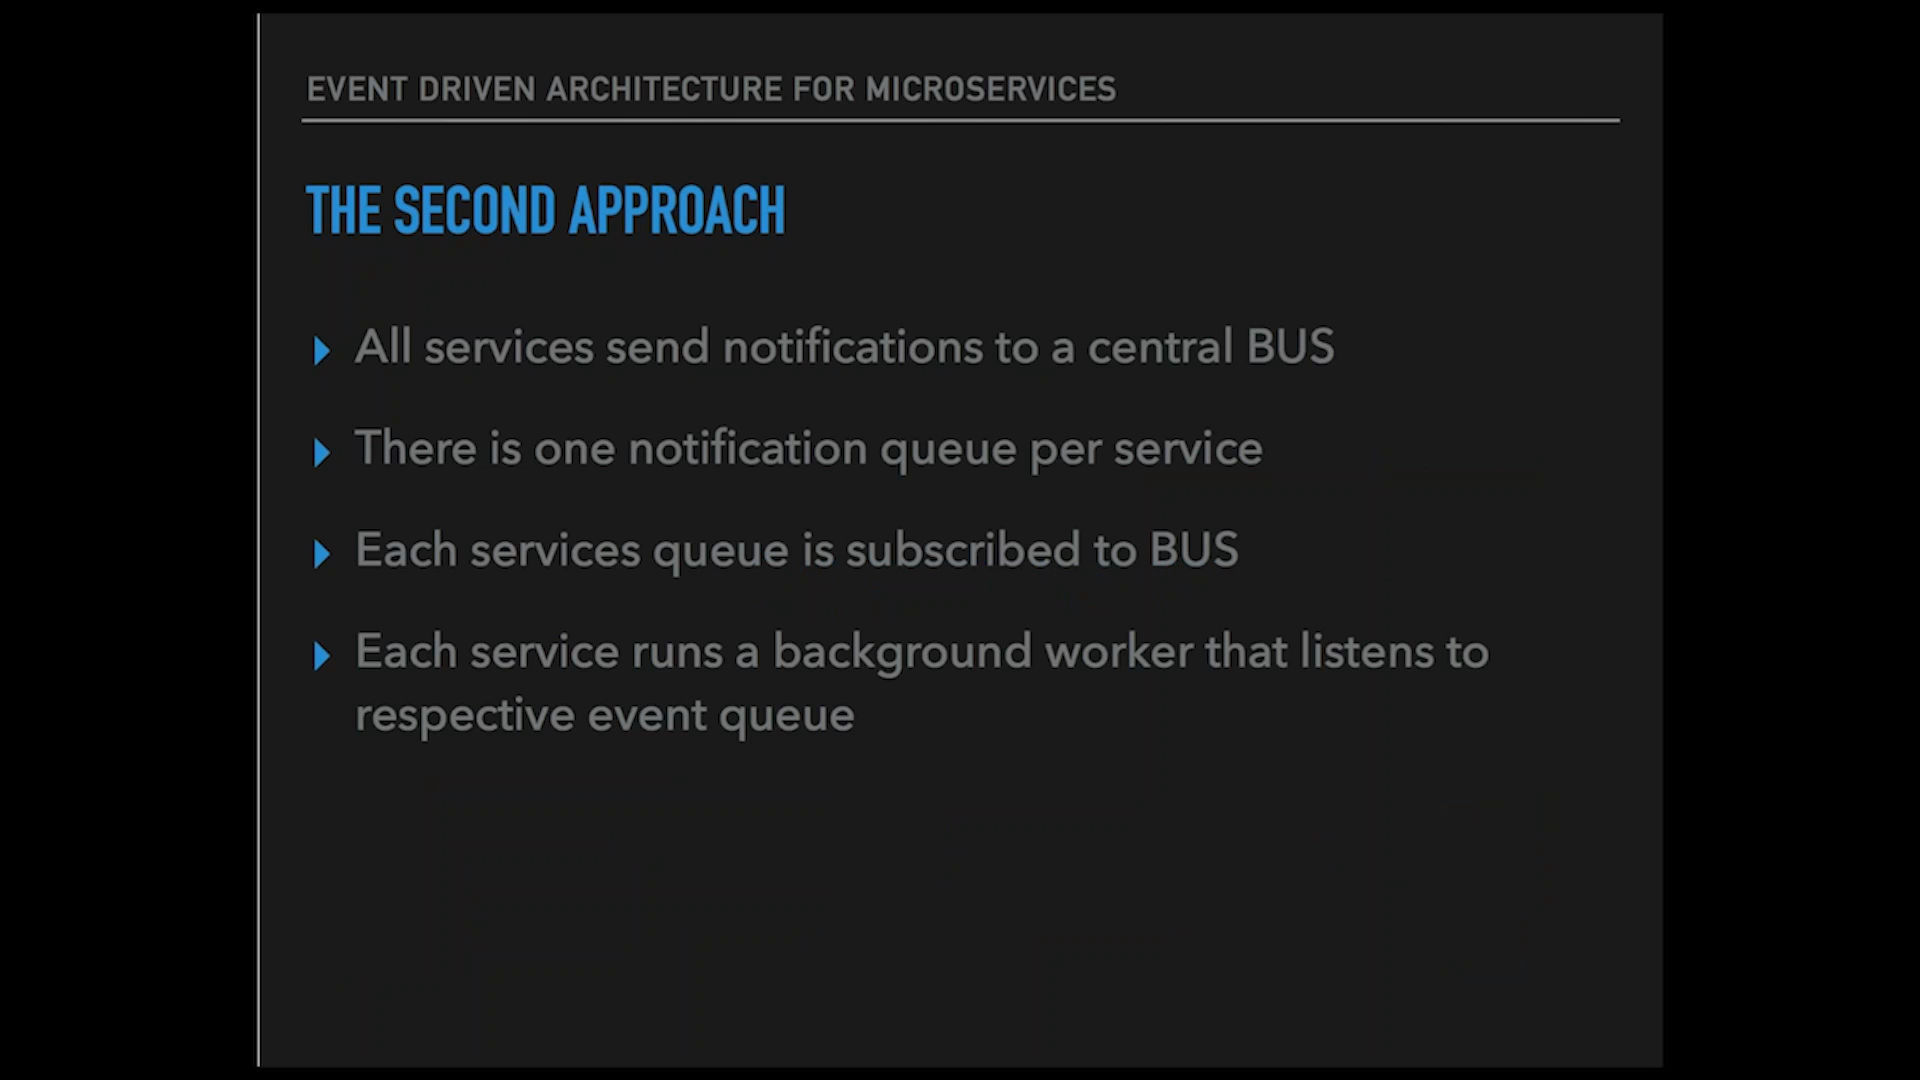 EVENT DRIVEN ARCHITECTURE FOR MICROSERVICES
THE SECOND APPROACH
All services send notifications to a central BUS
There is one notification queue per service
Each services queue is subscribed to BUS
Each service runs a background worker that listens to
respective event queue